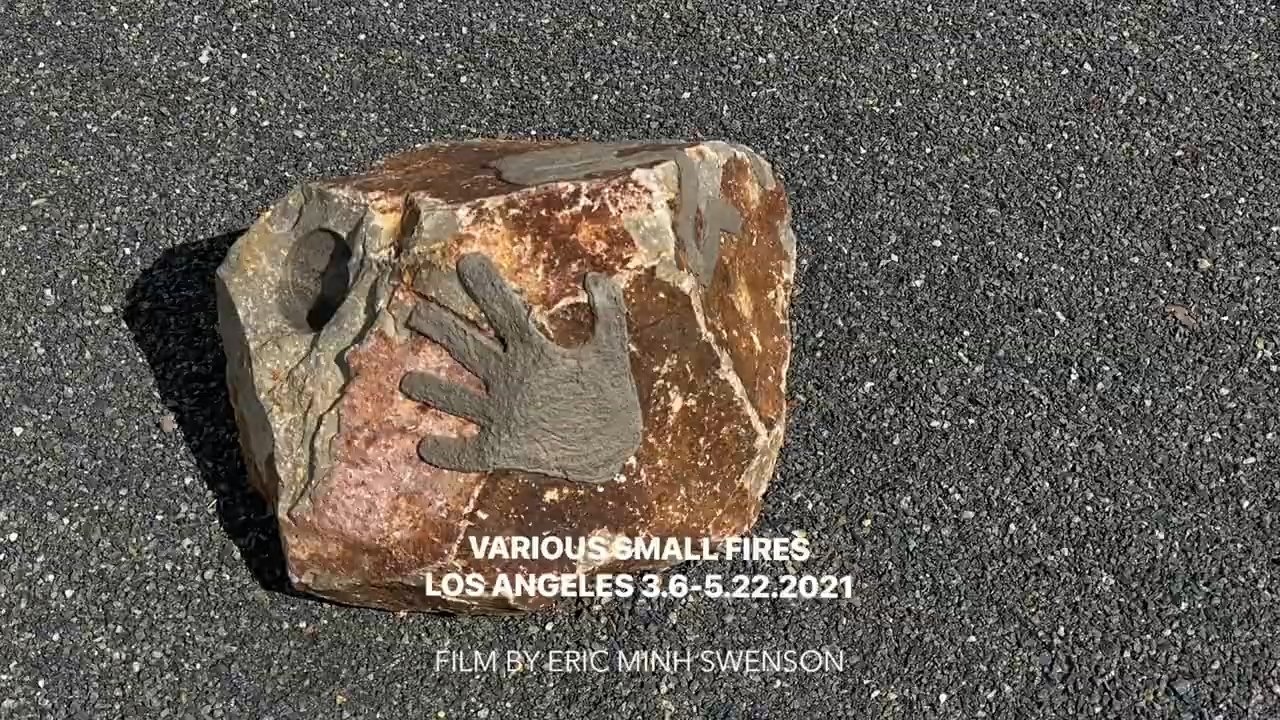 VARIOUS SMALL FIRES
LOS ANGELES 3.6-5.22.2021
FILM BY ERIC MINH SWENSON